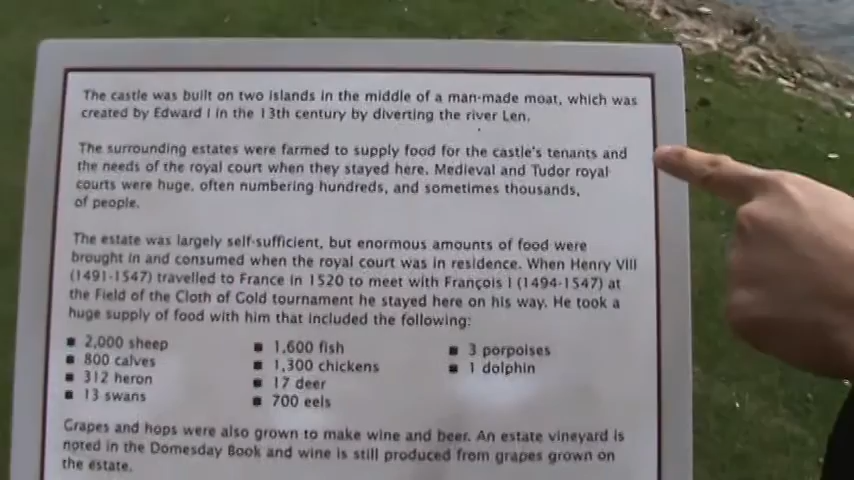 The castle was built on two islands in the middle of a man-made moat, which was
created by Edward I in the 13th century by diverting the river Len.
The surrounding estates were farmed to supply food for the castle's tenants and
the needs of the royal court when they stayed here. Medieval and Tudor royal
courts were huge, often numbering hundreds, and sometimes thousands,
of people.
The estate was largely self-sufficient, but enormous amounts of food were
brought in and consumed when the royal court was in residence. When Henry VIII
(1491-1547) travelled to France in 1520 to meet with François I (1494-1547) at
the Field of the Cloth of Gold tournament he stayed here on his way. He took a
huge supply of food with him that included the following:
■ 2,000 sheep
■ 800 calves
■ 312 heron
■ 13 swans
■ 1,600 fish
■ 1,300 chickens
■ 17 deer
■ 700 eels
■ 3 porpoises
■ 1 dolphin
Grapes and hops were also grown to make wine and beer. An estate vineyard is
noted in the Domesday Book and wine is still produced from grapes grown on
the estate.